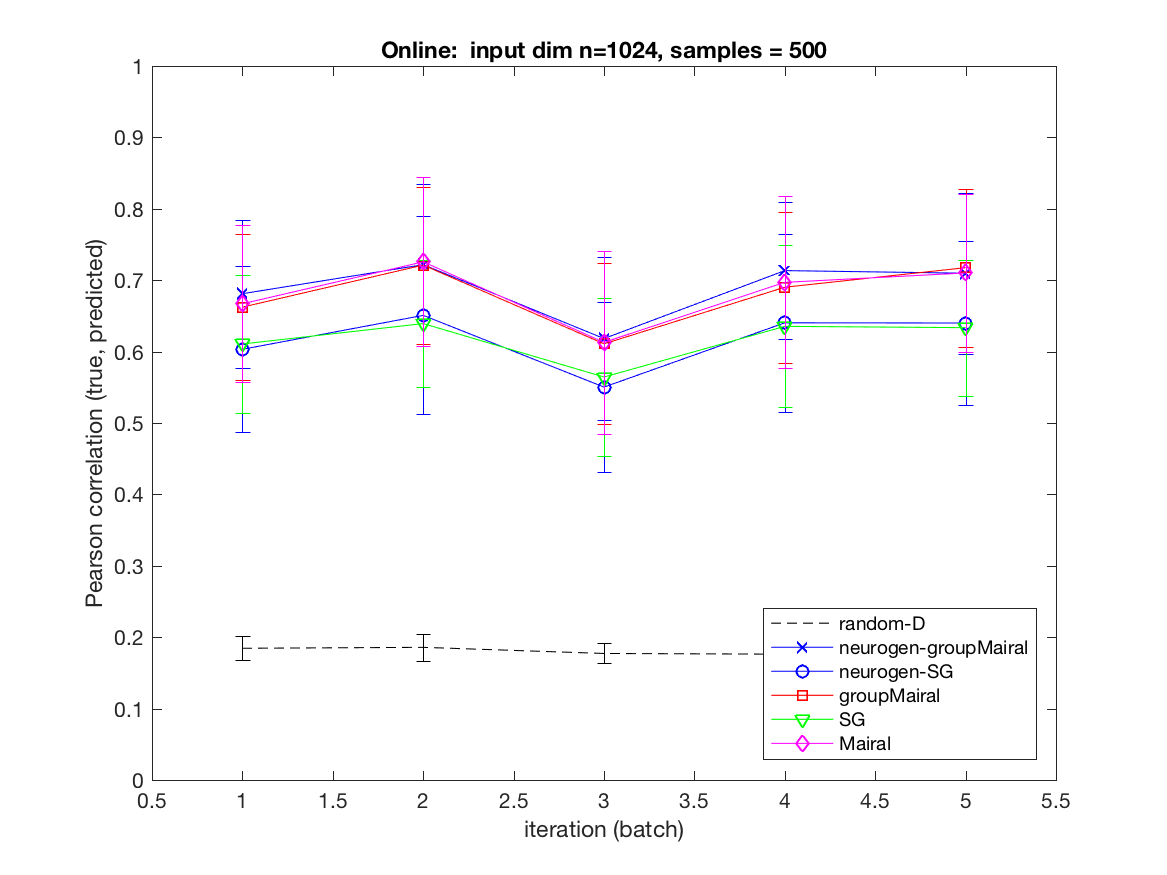 Online:  input dim n=1024, samples = 500
Pearson correlation (true, predicted)
1
0.9
0.8
0.7
0.6
0.5
0.4
0.3
0.2
0.1
0
random-D
neurogen-groupMairal
neurogen-SG
groupMairal
SG
Mairal
0.5 1 1.5 2 2.5 3 3.5 4 4.5 5 5.5
iteration (batch)